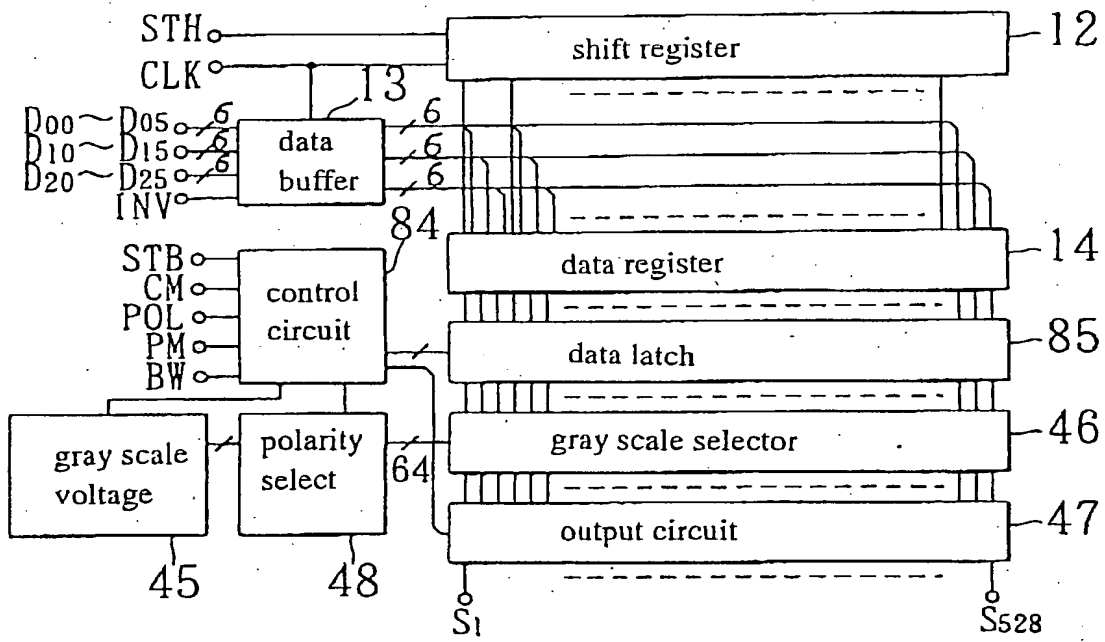 STH
shift register
12
CLK
13
D00~D05
6
data
buffer
6
D10~D15
6
6
D20~D25
6
6
INV
84
STB
control
circuit
data register
14
CM
POL
PM
data latch
85
BW
gray scale
voltage
polarity
select
64
gray scale selector
46
output circuit
47
45
48
S1
S528